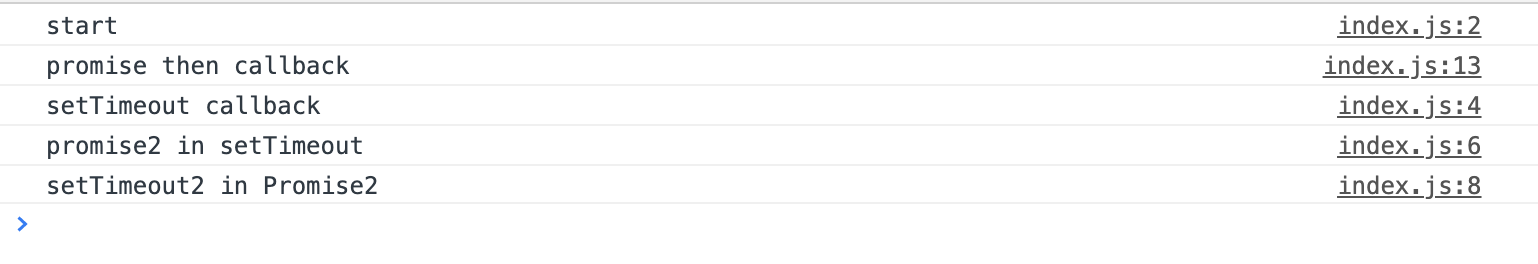 start index.js:2
promise then callback index.js:13
setTimeout callback index.js:4
promise2 in setTimeout index.js:6
setTimeout2 in Promise2 index.js:8
>